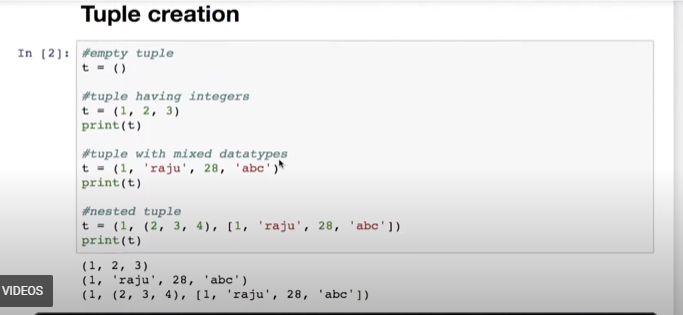 Tuple creation
In [2]: #empty tuple
t = ()
#tuple having integers
t = (1, 2, 3)
print(t)
#tuple with mixed datatypes
t = (1, 'raju', 28, 'abc')
print(t)
#nested tuple
t = (1, (2, 3, 4), [1, 'raju', 28, 'abc'])
print(t)
(1, 2, 3)
(1, 'raju', 28, 'abc')
(1, (2, 3, 4), [1, 'raju', 28, 'abc'])
VIDEOS